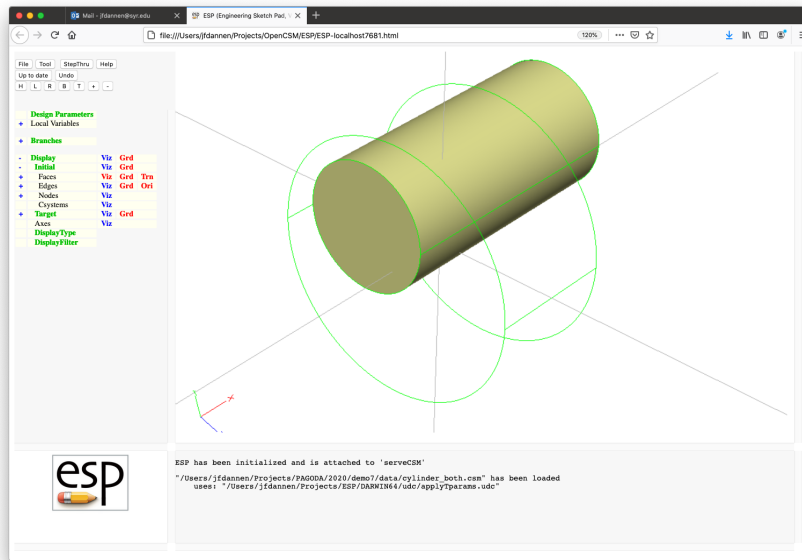 Mail - jfdannen@syr.edu
ESP (Engineering Sketch Pad, V
file:///Users/jfdannen/Projects/OpenCSM/ESP/ESP-localhost7681.html
120%
File Tool StepThru Help
Up to date Undo
H L R B T + -
Design Parameters
+ Local Variables
+ Branches
- Display Viz Grd
- Initial Viz Grd
+ Faces Viz Grd Trn
+ Edges Viz Grd Ori
+ Nodes Viz
Csystems Viz
+ Target Viz Grd
Axes Viz
DisplayType
DisplayFilter
X
esp
ESP has been initialized and is attached to 'serveCSM'
"/Users/jfdannen/Projects/PAGODA/2020/demo7/data/cylinder_both.csm" has been loaded
uses: "/Users/jfdannen/Projects/ESP/DARWIN64/udc/applyTparams.udc"